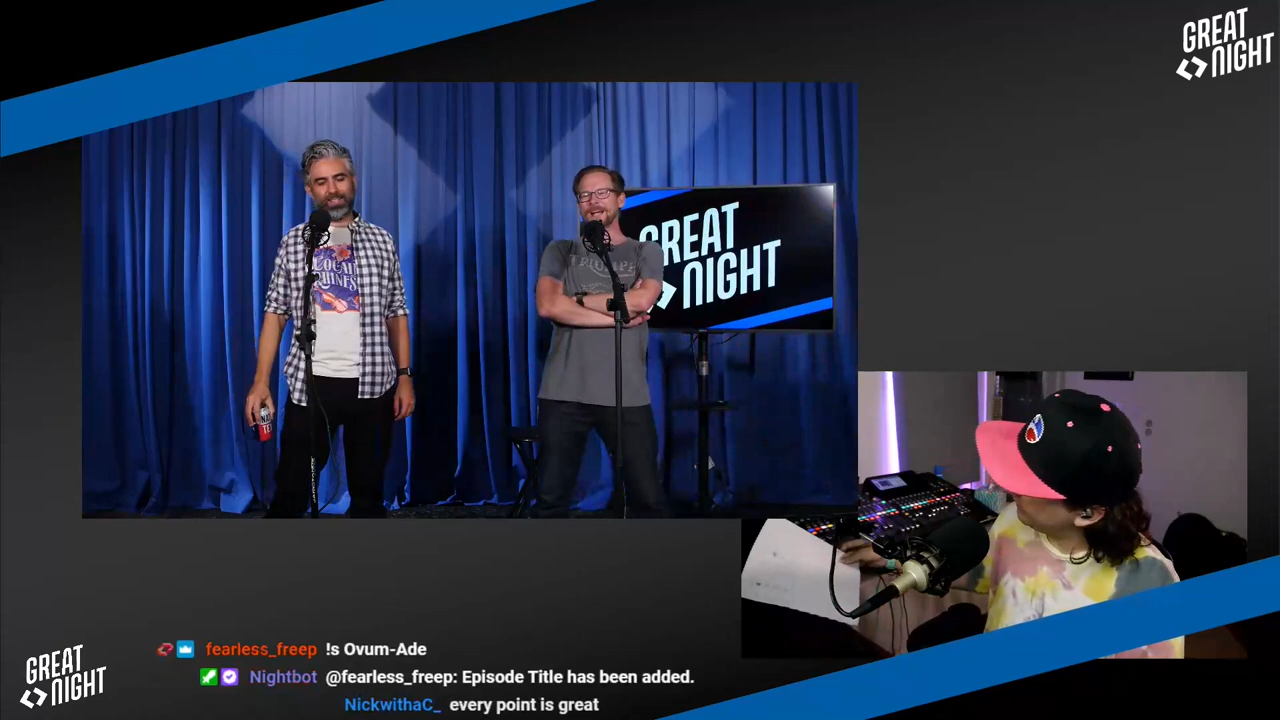 GREAT
NIGHT
GREAT
NIGHT
TRIUMPH
fearless_freep !s Ovum-Ade
Nightbot @fearless_freep: Episode Title has been added.
NickwithaC_ every point is great
GREAT
NIGHT